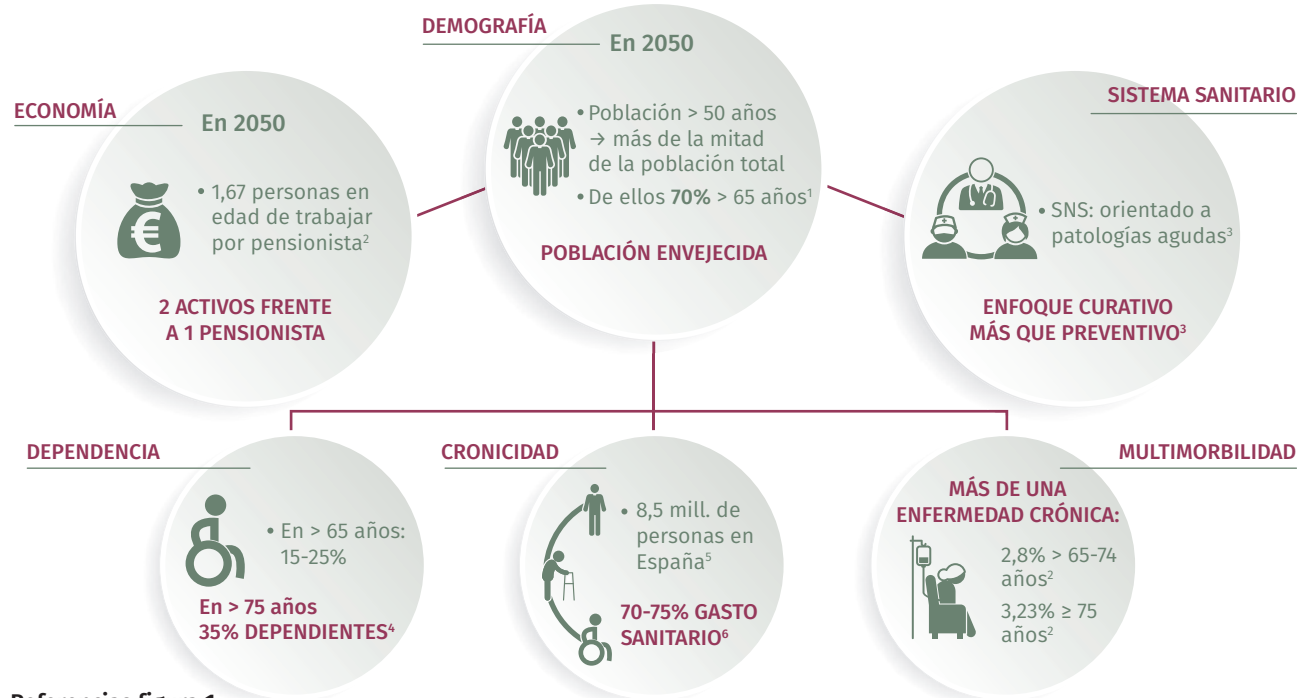 DEMOGRAFÍA
En 2050
• Población > 50 años
→ más de la mitad
de la población total
• De ellos 70% > 65 años¹
POBLACIÓN ENVEJECIDA
ECONOMÍA
En 2050
€
• 1,67 personas en
edad de trabajar
por pensionista²
2 ACTIVOS FRENTE
A 1 PENSIONISTA
SISTEMA SANITARIO
• SNS: orientado a
patologías agudas³
ENFOQUE CURATIVO
MÁS QUE PREVENTIVO³
DEPENDENCIA
• En > 65 años:
15-25%
En > 75 años
35% DEPENDIENTES⁴
CRONICIDAD
• 8,5 mill. de
personas en
España⁵
70-75% GASTO
SANITARIO⁶
MULTIMORBILIDAD
MÁS DE UNA
ENFERMEDAD CRÓNICA:
2,8% > 65-74
años²
3,23% ≥ 75
años²